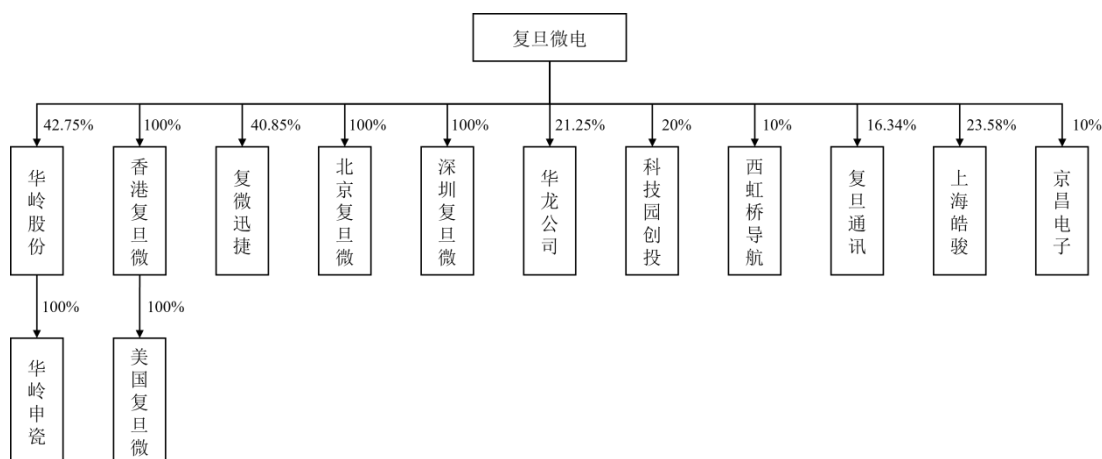 复旦微电
42.75%
100%
40.85%
100%
100%
21.25%
20%
10%
16.34%
23.58%
10%
华岭股份
香港复旦微
复微迅捷
北京复旦微
深圳复旦微
华龙公司
科技园创投
西虹桥导航
复旦通讯
上海皓骏
京昌电子
100%
100%
华岭申瓷
美国复旦微